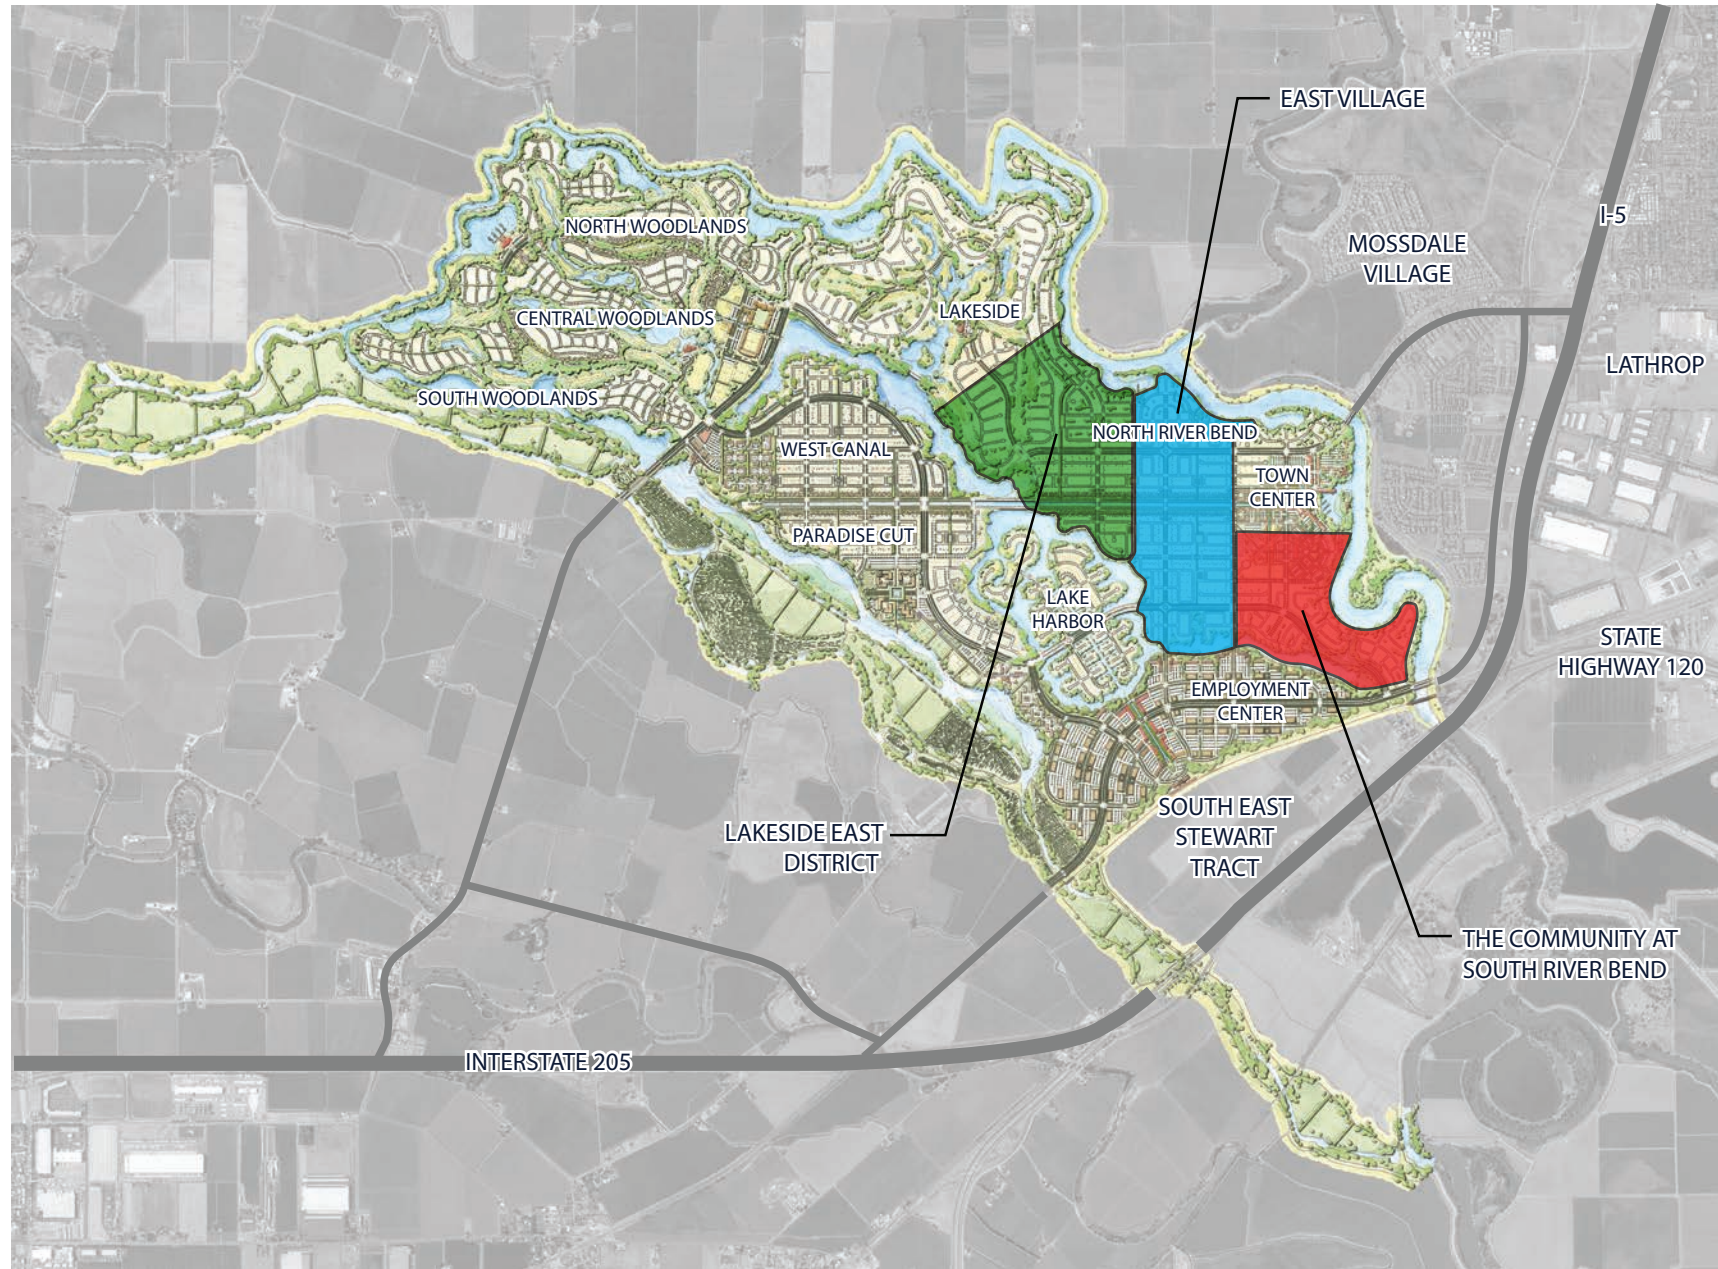 EAST VILLAGE
I-5
NORTH WOODLANDS
MOSSDALE
VILLAGE
LAKESIDE
CENTRAL WOODLANDS
LATHROP
SOUTH WOODLANDS
NORTH RIVER BEND
WEST CANAL
TOWN
CENTER
PARADISE CUT
LAKE
HARBOR
STATE
HIGHWAY 120
EMPLOYMENT
CENTER
SOUTH EAST
STEWART
TRACT
LAKESIDE EAST
DISTRICT
THE COMMUNITY AT
SOUTH RIVER BEND
INTERSTATE 205